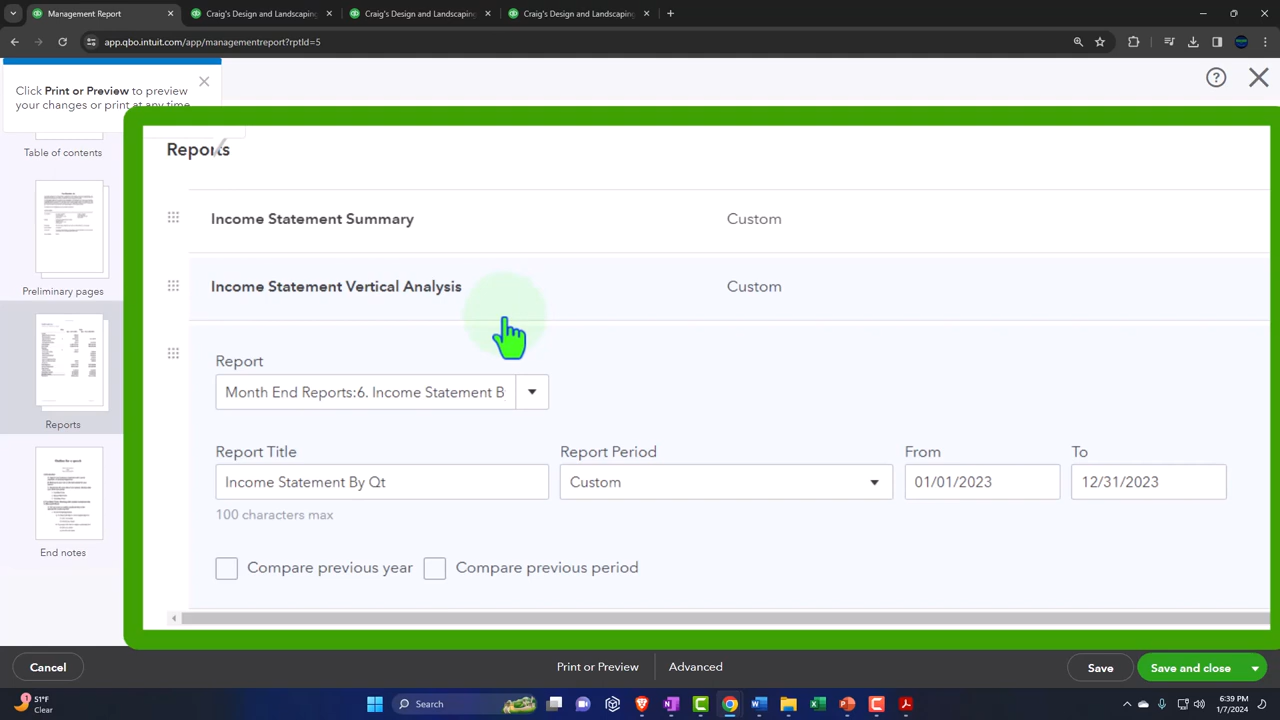 Management Report
Craig's Design and Landscaping
Craig's Design and Landscaping
Craig's Design and Landscaping
app.qbo.intuit.com/app/managementreport?rptId=5
Click Print or Preview to preview
your changes or print at any time
Table of contents
Preliminary pages
Reports
End notes
Reports
Income Statement Summary Custom
Income Statement Vertical Analysis Custom
Report
Month End Reports:6. Income Statement B
Report Title Report Period From To
Income Statement By Qt Custom 01/01/2023 12/31/2023
100 characters max
Compare previous year Compare previous period
Cancel Print or Preview Advanced Save Save and close
51°F
Clear
Search
6:39 PM
1/7/2024